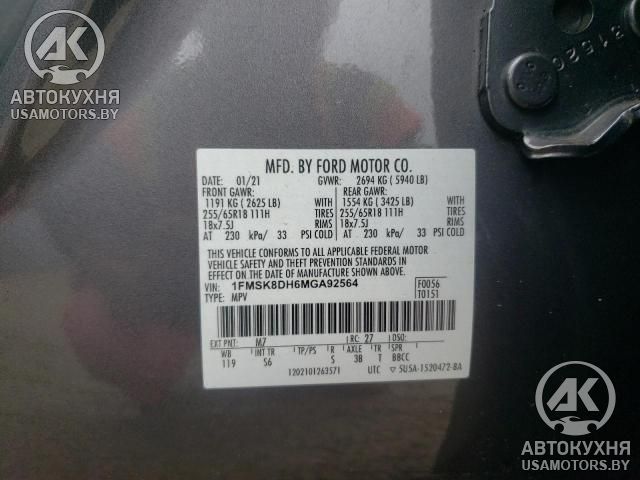 АК
АВТОКУХНЯ
USAMOTORS.BY
31520
MFD. BY FORD MOTOR CO.
DATE: 01/21 GVWR: 2694 KG ( 5940 LB)
FRONT GAWR: REAR GAWR:
1191 KG ( 2625 LB) WITH 1554 KG ( 3425 LB) WITH
255/65R18 111H TIRES 255/65R18 111H TIRES
18x7.5J RIMS 18x7.5J RIMS
AT 230 kPa/ 33 PSI COLD AT 230 kPa/ 33 PSI COLD
THIS VEHICLE CONFORMS TO ALL APPLICABLE FEDERAL MOTOR
VEHICLE SAFETY AND THEFT PREVENTION STANDARDS IN
EFFECT ON THE DATE OF MANUFACTURE SHOWN ABOVE.
VIN: 1FMSK8DH6MGA92564 F0056
TYPE: MPV T0151
EXT PNT: M7 RC: 27 DSO:
WB INT TR TP/PS R AXLE TR SPR
119 S6 S 3B T BBCC
1202101263571 UTC 5U5A-1520472-BA
АК
АВТОКУХНЯ
USAMOTORS.BY